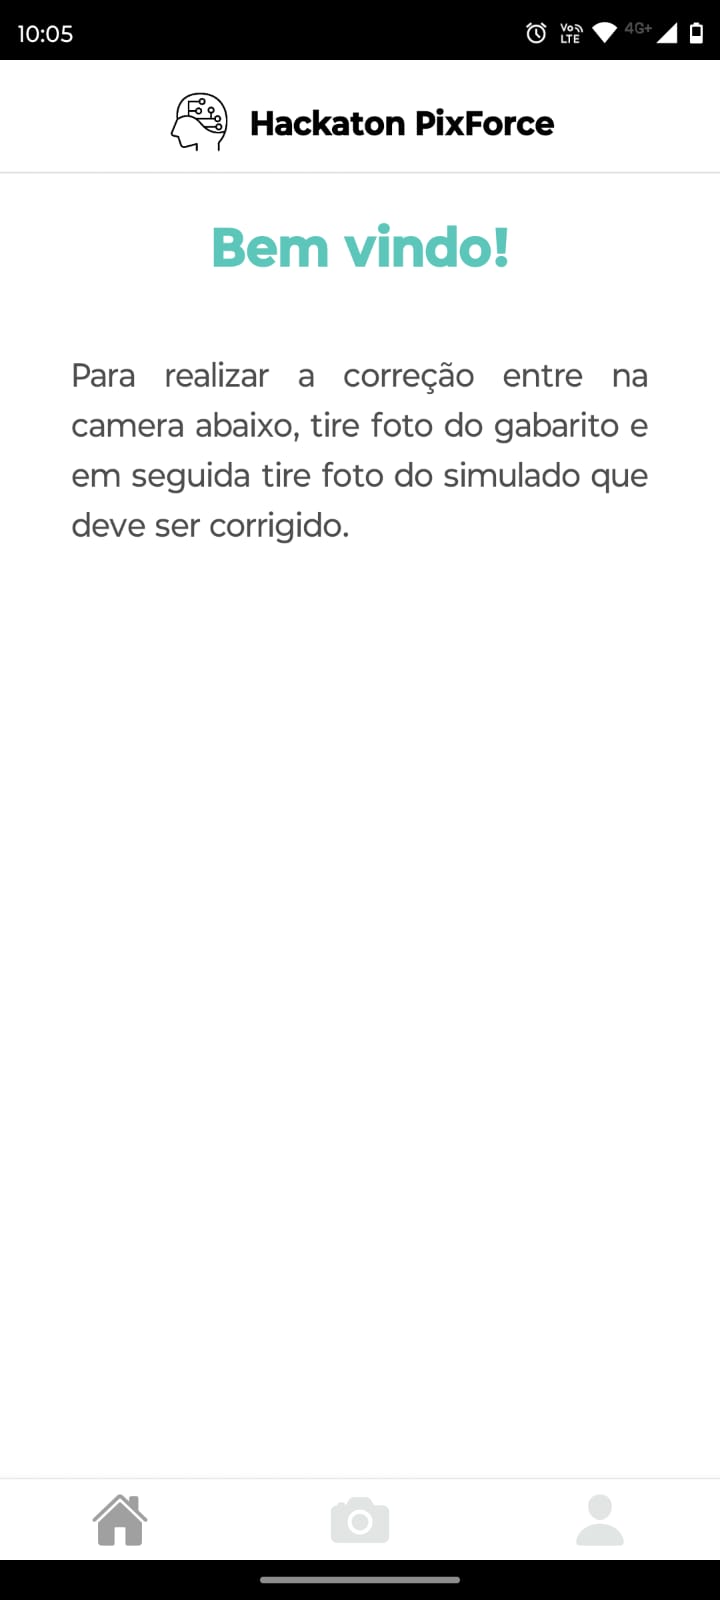 10:05
Vo
LTE
4G+
Hackaton PixForce
Bem vindo!
Para realizar a correção entre na
camera abaixo, tire foto do gabarito e
em seguida tire foto do simulado que
deve ser corrigido.